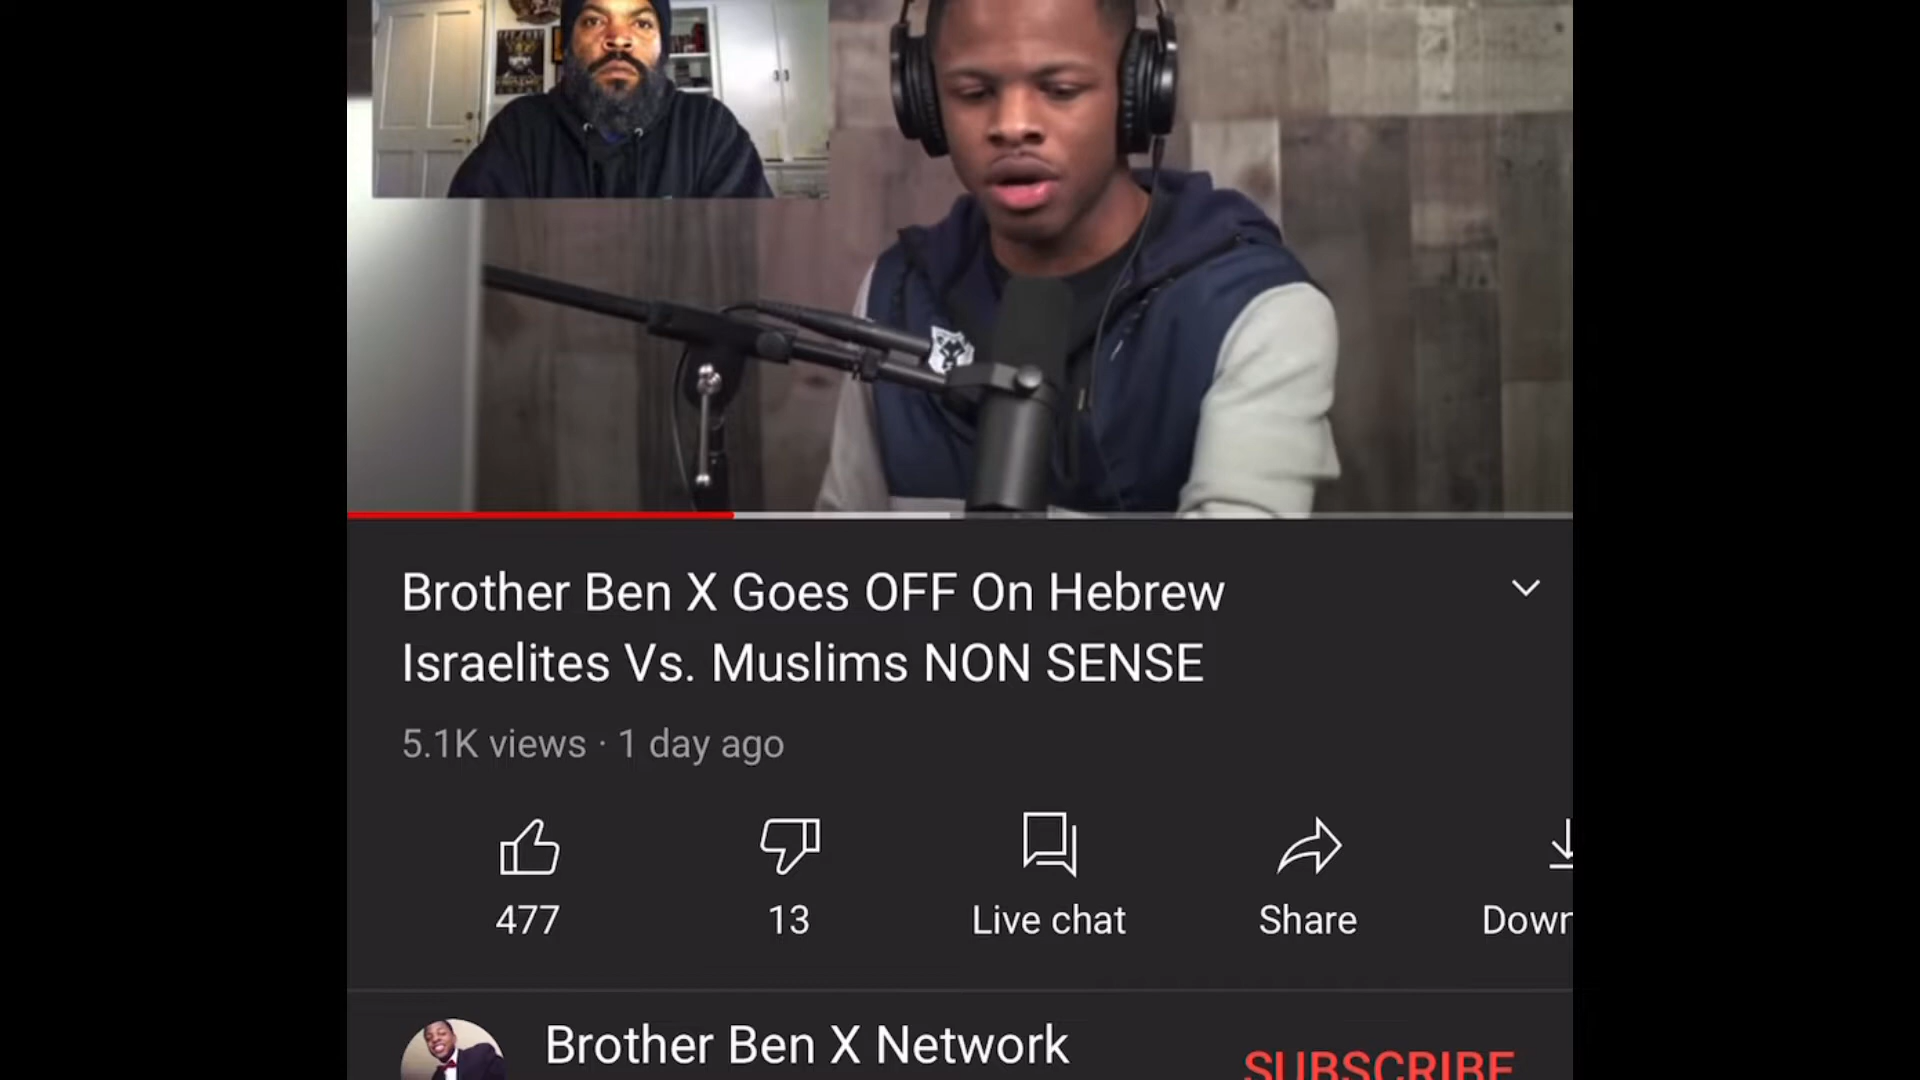 Brother Ben X Goes OFF On Hebrew
Israelites Vs. Muslims NON SENSE
5.1K views · 1 day ago
477
13
Live chat
Share
Down
Brother Ben X Network
SUBSCRIBE